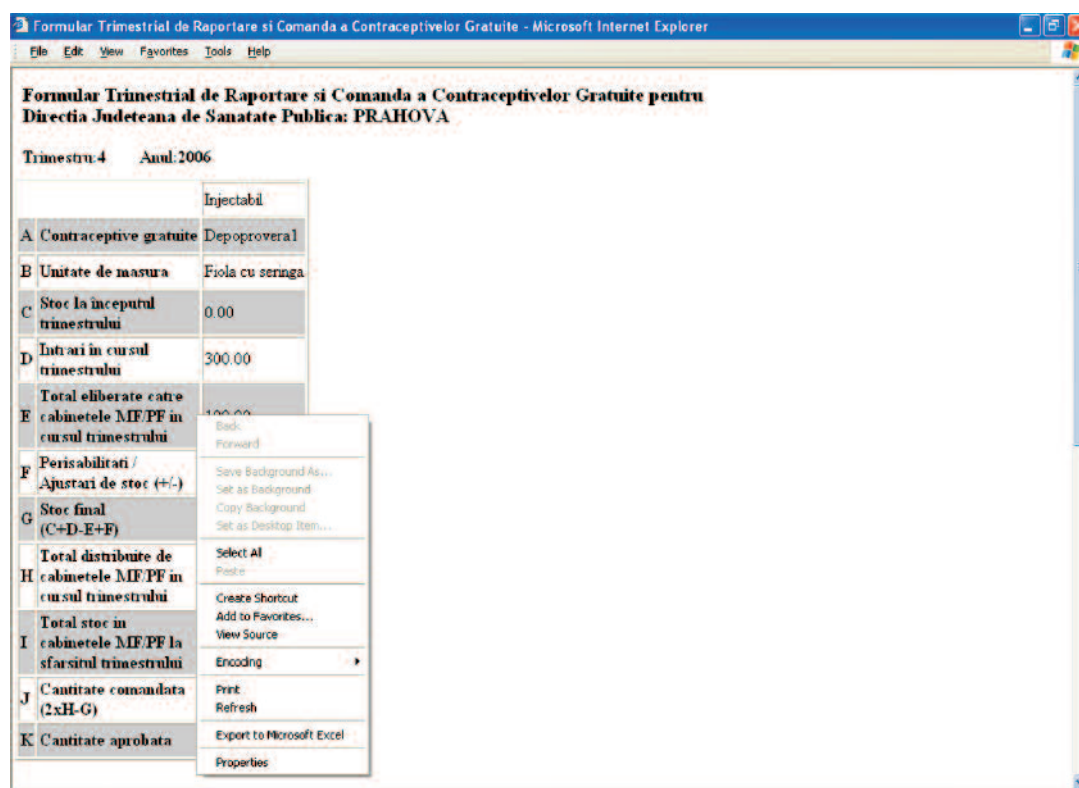 Formular Trimestrial de Raportare si Comanda a Contraceptivelor Gratuite - Microsoft Internet Explorer
File Edit View Favorites Tools Help
Formular Trimestrial de Raportare si Comanda a Contraceptivelor Gratuite pentru
Directia Judeteana de Sanatate Publica: PRAHOVA
Trimestru:4 Anul:2006
Injectabil
A Contraceptive gratuite Depoprovera1
B Unitate de masura Fiola cu seringa
C Stoc la începutul
trimestrului
0.00
D Intrari în cursul
trimestrului
300.00
E Total eliberate catre
cabinetele MF/PF in
cursul trimestrului
100.00
F Perisabilitati /
Ajustari de stoc (+/-)
G Stoc final
(C+D-E+F)
H Total distribuite de
cabinetele MF/PF in
cursul trimestrului
I Total stoc in
cabinetele MF/PF la
sfarsitul trimestrului
J Cantitate comandata
(2xH-G)
K Cantitate aprobata
Back
Forward
Save Background As...
Set as Background
Copy Background
Set as Desktop Item...
Select All
Paste
Create Shortcut
Add to Favorites...
View Source
Encoding
Print
Refresh
Export to Microsoft Excel
Properties